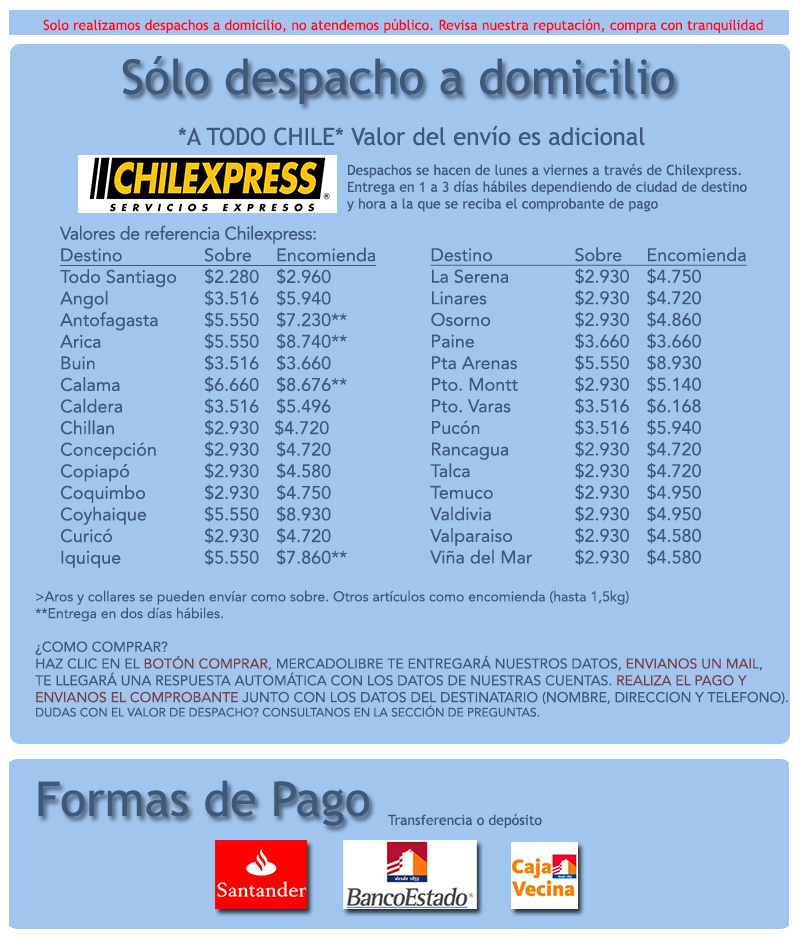 Solo realizamos despachos a domicilio, no atendemos público. Revisa nuestra reputación, compra con tranquilidad
Sólo despacho a domicilio
*A TODO CHILE* Valor del envío es adicional
CHILEXPRESS®
SERVICIOS EXPRESOS
Despachos se hacen de lunes a viernes a través de Chilexpress.
Entrega en 1 a 3 días hábiles dependiendo de ciudad de destino
y hora a la que se reciba el comprobante de pago
Valores de referencia Chilexpress:
Destino Sobre Encomienda
Todo Santiago $2.280 $2.960
Angol $3.516 $5.940
Antofagasta $5.550 $7.230**
Arica $5.550 $8.740**
Buin $3.516 $3.660
Calama $6.660 $8.676**
Caldera $3.516 $5.496
Chillan $2.930 $4.720
Concepción $2.930 $4.720
Copiapó $2.930 $4.580
Coquimbo $2.930 $4.750
Coyhaique $5.550 $8.930
Curicó $2.930 $4.720
Iquique $5.550 $7.860**
Destino Sobre Encomienda
La Serena $2.930 $4.750
Linares $2.930 $4.720
Osorno $2.930 $4.860
Paine $3.660 $3.660
Pta Arenas $5.550 $8.930
Pto. Montt $2.930 $5.140
Pto. Varas $3.516 $6.168
Pucón $3.516 $5.940
Rancagua $2.930 $4.720
Talca $2.930 $4.720
Temuco $2.930 $4.950
Valdivia $2.930 $4.950
Valparaiso $2.930 $4.580
Viña del Mar $2.930 $4.580
>Aros y collares se pueden envíar como sobre. Otros artículos como encomienda (hasta 1,5kg)
**Entrega en dos días hábiles.
¿COMO COMPRAR?
HAZ CLIC EN EL BOTÓN COMPRAR, MERCADOLIBRE TE ENTREGARÁ NUESTROS DATOS, ENVIANOS UN MAIL,
TE LLEGARÁ UNA RESPUESTA AUTOMÁTICA CON LOS DATOS DE NUESTRAS CUENTAS. REALIZA EL PAGO Y
ENVIANOS EL COMPROBANTE JUNTO CON LOS DATOS DEL DESTINATARIO (NOMBRE, DIRECCION Y TELEFONO).
DUDAS CON EL VALOR DE DESPACHO? CONSULTANOS EN LA SECCIÓN DE PREGUNTAS.
Formas de Pago
Transferencia o depósito
Santander
desde 1855
BancoEstado®
Caja
Vecina
desde 1855